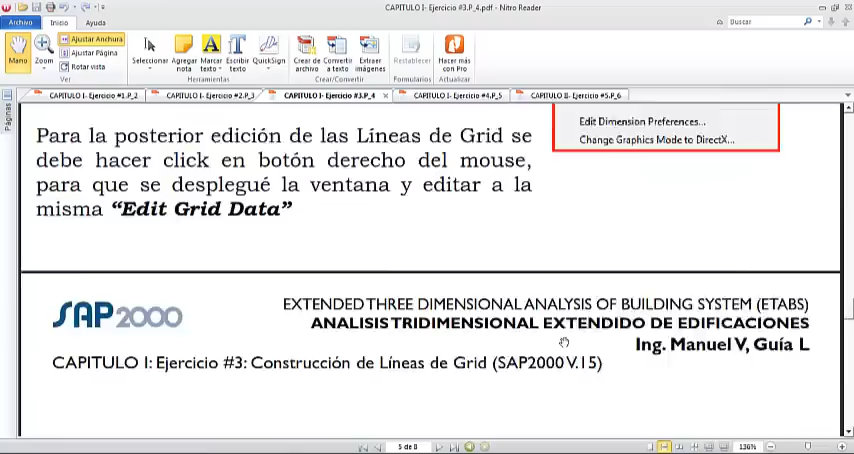 CAPITULO I- Ejercicio #3.P_4.pdf - Nitro Reader
Archivo Inicio Ayuda Buscar
Mano
Zoom
Ajustar Anchura
Ajustar Página
Rotar vista
Ver
Seleccionar
Agregar nota
Marcar texto
Escribir texto
QuickSign
Herramientas
Crear de archivo
Convertir a texto
Extraer imágenes
Crear/Convertir
Restablecer
Formularios
Hacer más con Pro
Actualizar
CAPITULO I- Ejercicio #1.P_2 CAPITULO I- Ejercicio #2.P_3 CAPITULO I- Ejercicio #3.P_4 CAPITULO I- Ejercicio #4.P_5 CAPITULO II- Ejercicio #5.P_6
Páginas
Edit Dimension Preferences...
Change Graphics Mode to DirectX...
Para la posterior edición de las Líneas de Grid se
debe hacer click en botón derecho del mouse,
para que se desplegué la ventana y editar a la
misma “Edit Grid Data”
SAP2000
EXTENDED THREE DIMENSIONAL ANALYSIS OF BUILDING SYSTEM (ETABS)
ANALISIS TRIDIMENSIONAL EXTENDIDO DE EDIFICACIONES
Ing. Manuel V, Guía L
CAPITULO I: Ejercicio #3: Construcción de Líneas de Grid (SAP2000 V.15)
5 de 8
136%